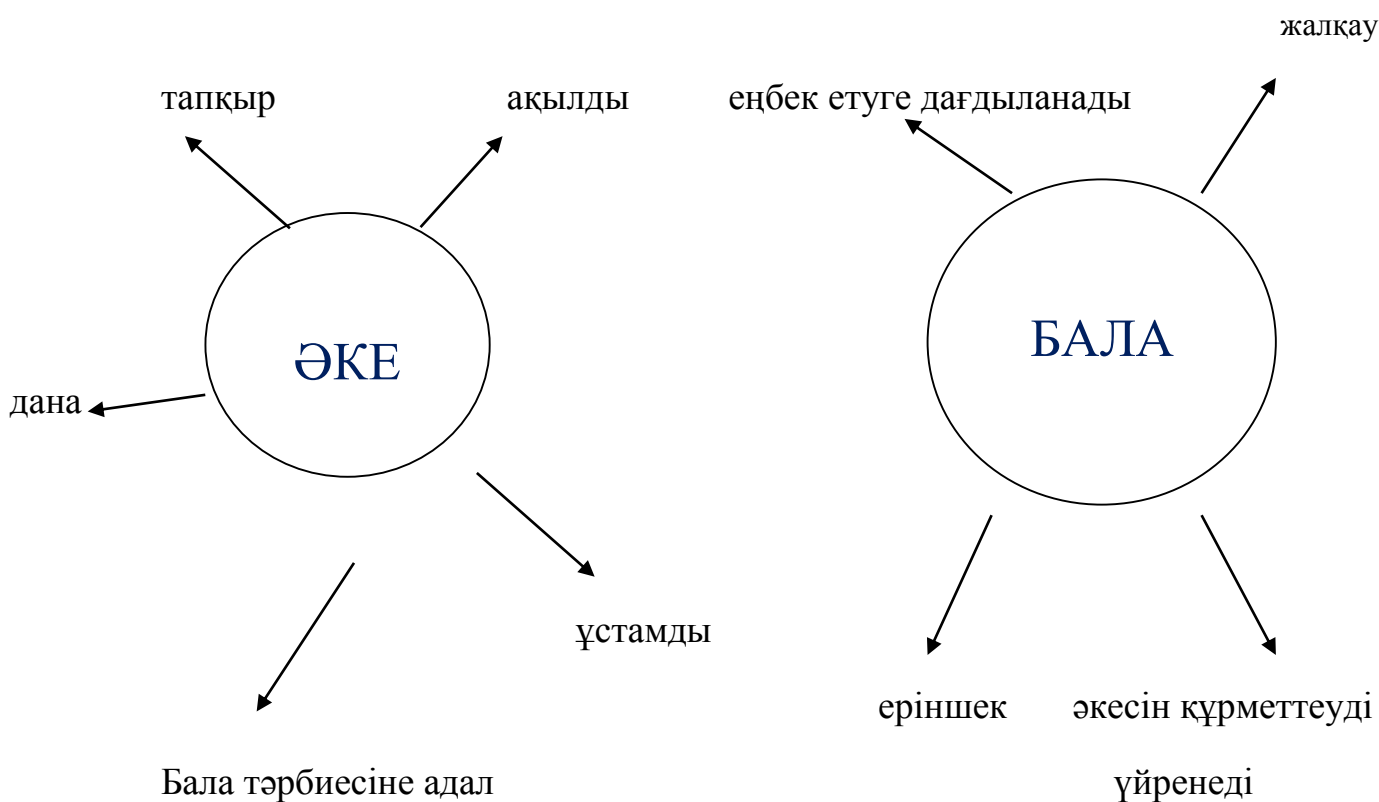 жалқау
тапқыр
ақылды
еңбек етуге дағдыланады
ӘКЕ
БАЛА
дана
ұстамды
еріншек
әкесін құрметтеуді
Бала тәрбиесіне адал
үйренеді